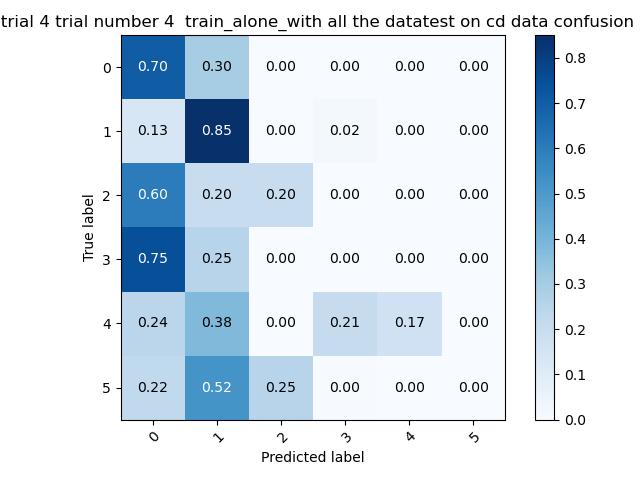 trial 4 trial number 4  train_alone_with all the datatest on cd data confusion
True label
0 0.70 0.30 0.00 0.00 0.00 0.00
1 0.13 0.85 0.00 0.02 0.00 0.00
2 0.60 0.20 0.20 0.00 0.00 0.00
3 0.75 0.25 0.00 0.00 0.00 0.00
4 0.24 0.38 0.00 0.21 0.17 0.00
5 0.22 0.52 0.25 0.00 0.00 0.00
0 1 2 3 4 5
Predicted label
0.8
0.7
0.6
0.5
0.4
0.3
0.2
0.1
0.0